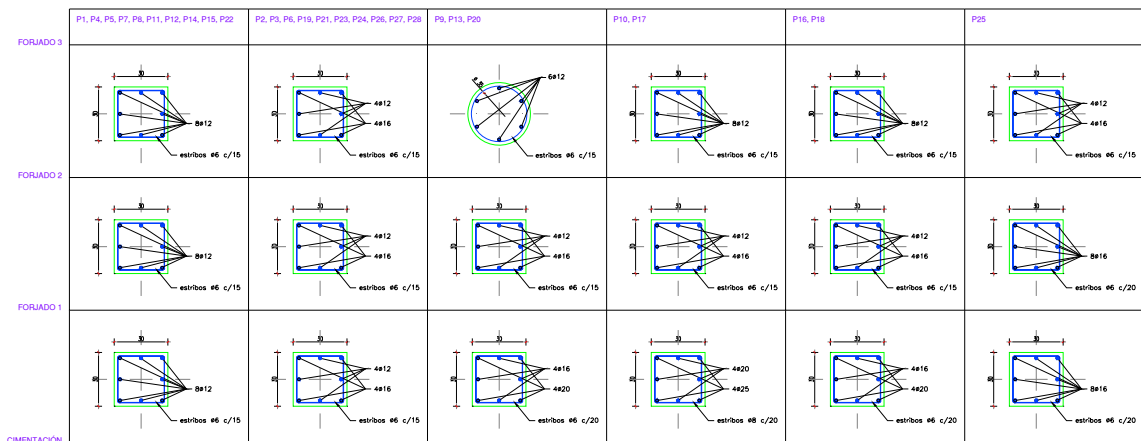 P1, P4, P5, P7, P8, P11, P12, P14, P15, P22
P2, P3, P6, P19, P21, P23, P24, P26, P27, P28
P9, P13, P20
P10, P17
P16, P18
P25
FORJADO 3
30
30
8ø12
estribos ø6 c/15
30
30
4ø12
4ø16
estribos ø6 c/15
6ø12
estribos ø6 c/15
30
30
8ø12
estribos ø6 c/15
30
30
8ø12
estribos ø6 c/15
30
30
4ø12
4ø16
estribos ø6 c/15
FORJADO 2
30
30
8ø12
estribos ø6 c/15
30
30
4ø12
4ø16
estribos ø6 c/15
30
30
4ø12
4ø16
estribos ø6 c/15
30
30
4ø12
4ø16
estribos ø6 c/15
30
30
4ø12
4ø16
estribos ø6 c/15
30
30
8ø16
estribos ø6 c/20
FORJADO 1
30
30
8ø12
estribos ø6 c/15
30
30
4ø12
4ø16
estribos ø6 c/15
30
30
4ø16
4ø20
estribos ø6 c/20
30
30
4ø20
4ø25
estribos ø8 c/20
30
30
4ø16
4ø20
estribos ø6 c/20
30
30
8ø16
estribos ø6 c/20
CIMENTACIÓN